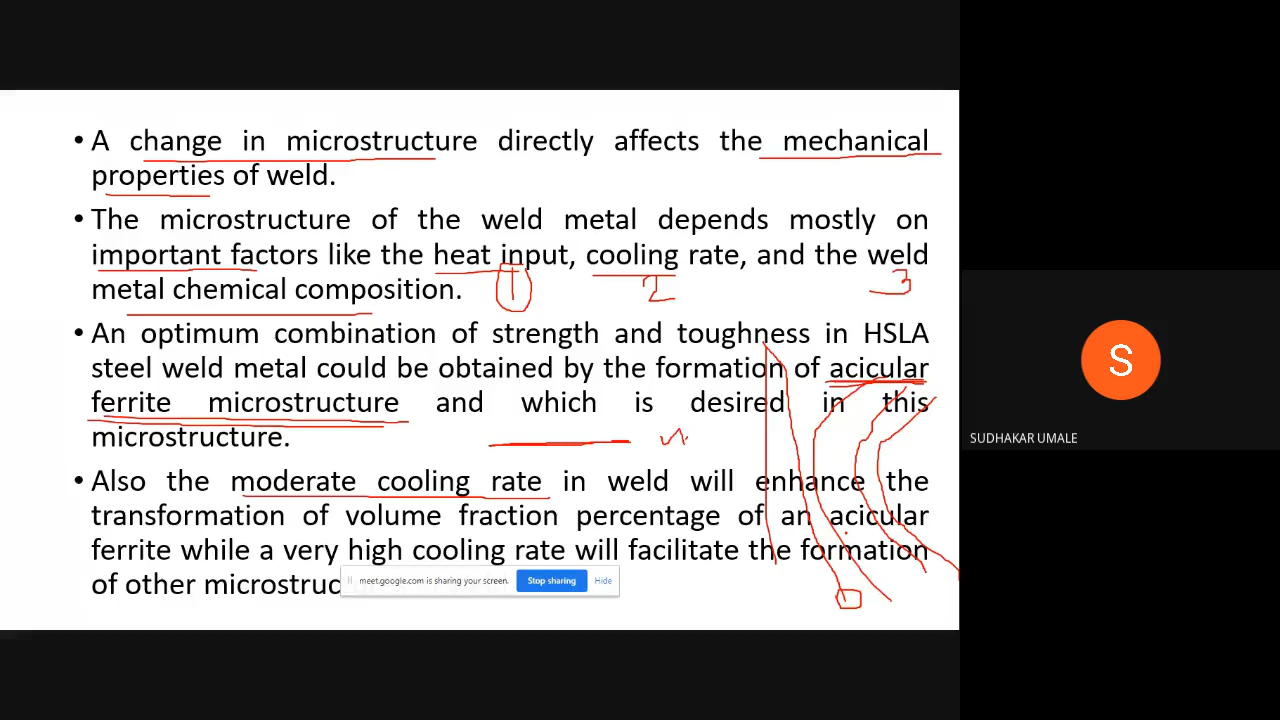 • A change in microstructure directly affects the mechanical
properties of weld.
• The microstructure of the weld metal depends mostly on
important factors like the heat input, cooling rate, and the weld
metal chemical composition.
1 2 3
• An optimum combination of strength and toughness in HSLA
steel weld metal could be obtained by the formation of acicular
ferrite microstructure and which is desired in this
microstructure.
• Also the moderate cooling rate in weld will enhance the
transformation of volume fraction percentage of an acicular
ferrite while a very high cooling rate will facilitate the formation
of other microstruc
meet.google.com is sharing your screen. Stop sharing Hide
S
SUDHAKAR UMALE